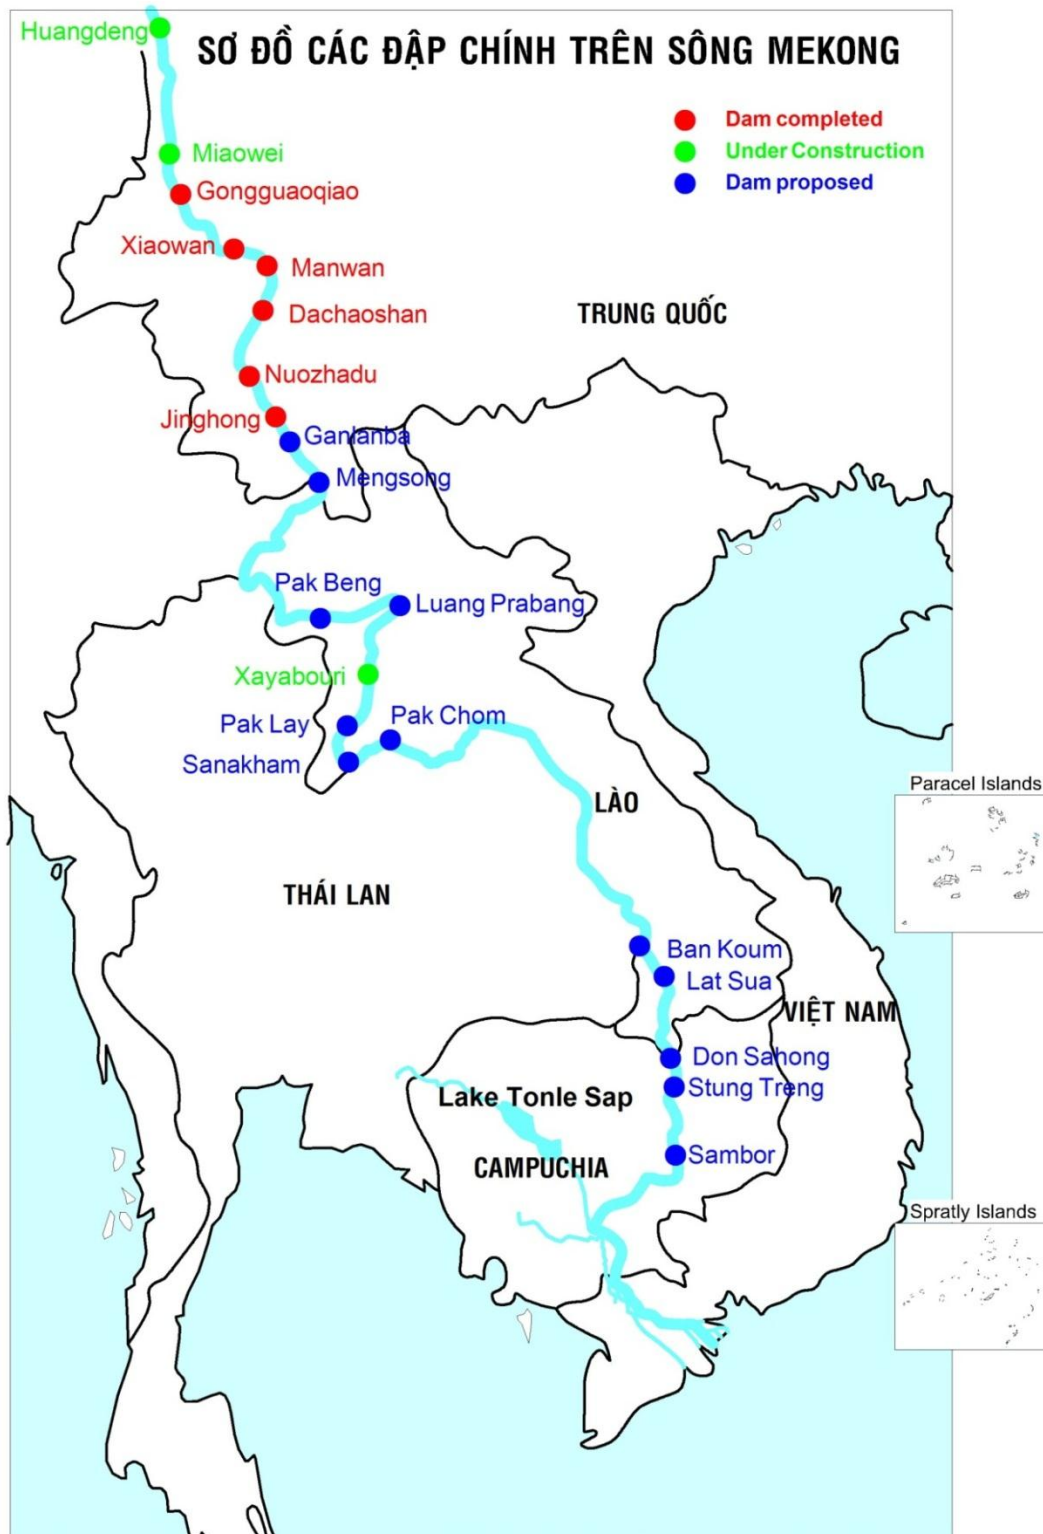 Huangdeng
SƠ ĐỒ CÁC ĐẬP CHÍNH TRÊN SÔNG MEKONG
Dam completed
Under Construction
Dam proposed
Miaowei
Gongguaoqiao
Xiaowan
Manwan
Dachaoshan
TRUNG QUỐC
Nuozhadu
Jinghong
Ganlanba
Mengsong
Pak Beng
Luang Prabang
Xayabouri
Pak Lay
Pak Chom
Sanakham
Paracel Islands
LÀO
THÁI LAN
Ban Koum
Lat Sua
VIỆT NAM
Don Sahong
Stung Treng
Lake Tonle Sap
Sambor
CAMPUCHIA
Spratly Islands